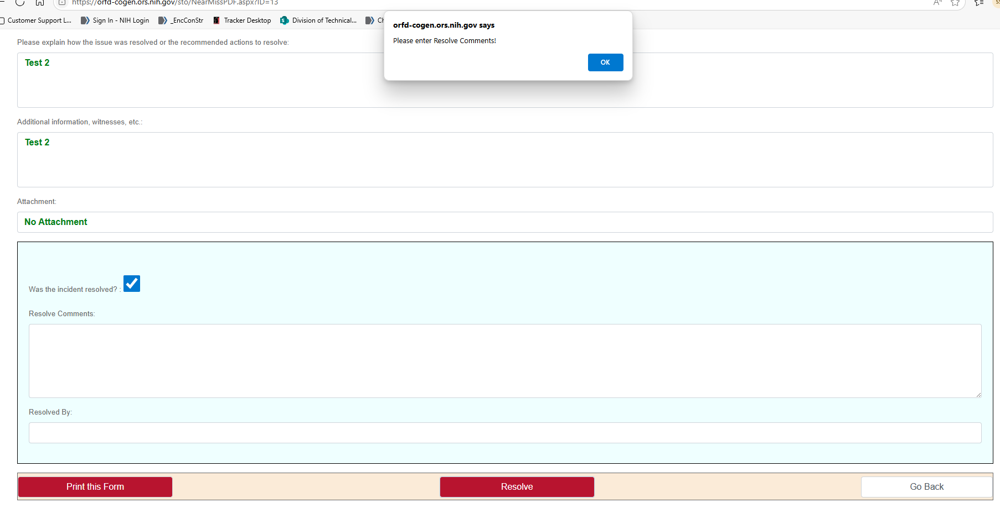 https://orfd-cogen.ors.nih.gov/sto/NearMissPDF.aspx?ID=13
Customer Support L... Sign In - NIH Login _EncConStr Tracker Desktop Division of Technical...
orfd-cogen.ors.nih.gov says
Please enter Resolve Comments!
OK
Please explain how the issue was resolved or the recommended actions to resolve:
Test 2
Additional information, witnesses, etc.:
Test 2
Attachment:
No Attachment
Was the incident resolved? :
Resolve Comments:
Resolved By:
Print this Form Resolve Go Back